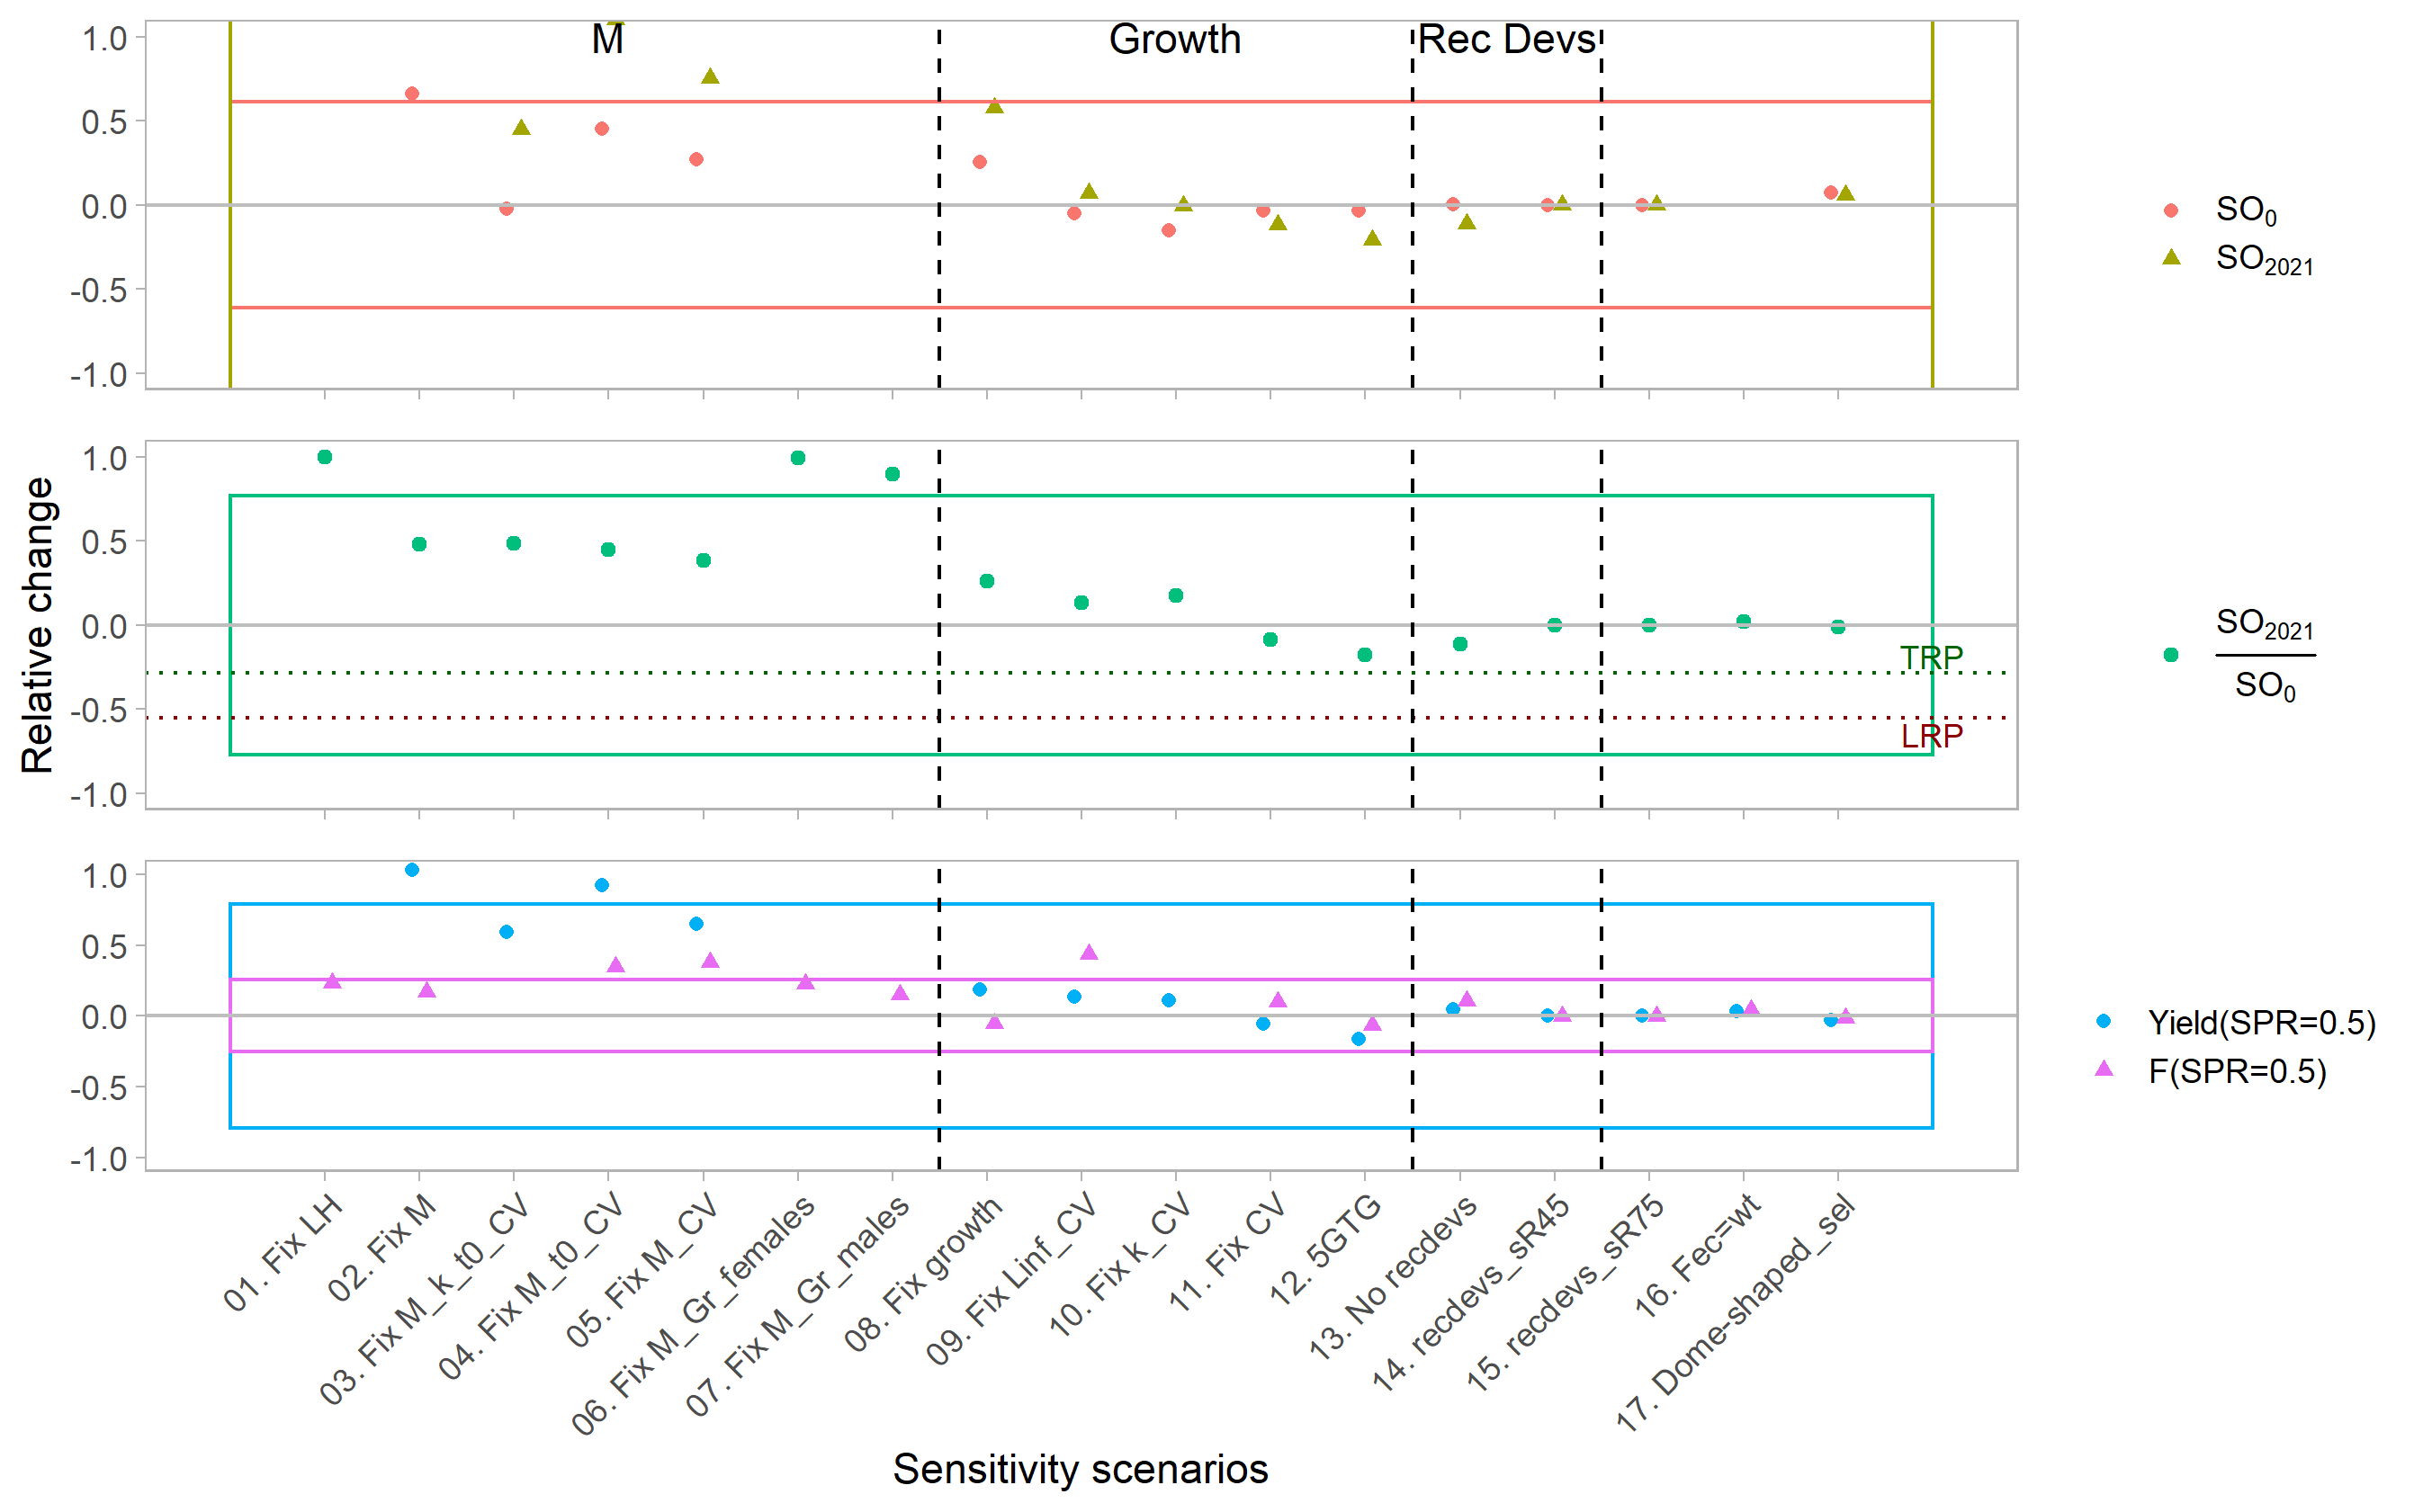 M
Growth
Rec Devs
1.0
0.5
0.0
-0.5
-1.0
SO0
SO2021
Relative change
1.0
0.5
0.0
-0.5
-1.0
TRP
LRP
SO2021
SO0
1.0
0.5
0.0
-0.5
-1.0
Yield(SPR=0.5)
F(SPR=0.5)
01. Fix LH
02. Fix M
03. Fix M_k_t0_CV
04. Fix M_t0_CV
05. Fix M_CV
06. Fix M_Gr_females
07. Fix M_Gr_males
08. Fix growth
09. Fix Linf_CV
10. Fix k_CV
11. Fix CV
12. 5GTG
13. No recdevs
14. recdevs_sR45
15. recdevs_sR75
16. Fec=wt
17. Dome-shaped_sel
Sensitivity scenarios